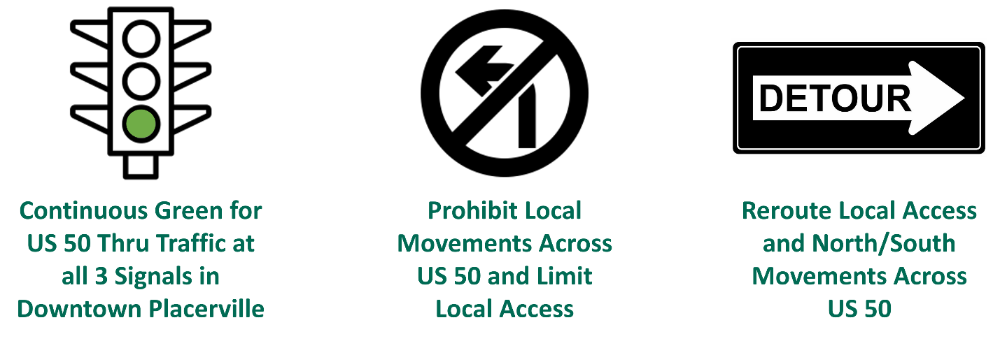 Continuous Green for
US 50 Thru Traffic at
all 3 Signals in
Downtown Placerville
Prohibit Local
Movements Across
US 50 and Limit
Local Access
DETOUR
Reroute Local Access
and North/South
Movements Across
US 50